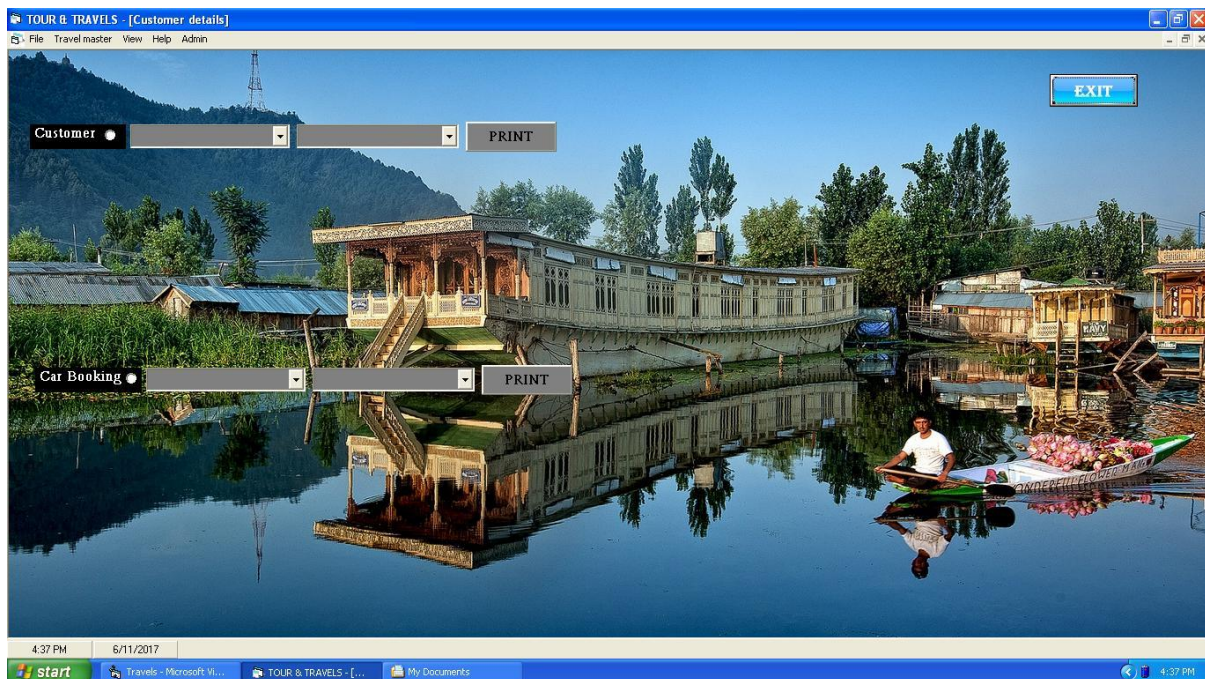 TOUR & TRAVELS - [Customer details]
File Travel master View Help Admin
EXIT
Customer PRINT
Car Booking PRINT
4:37 PM 6/11/2017
start Travels - Microsoft Vi... TOUR & TRAVELS - [... My Documents 4:37 PM